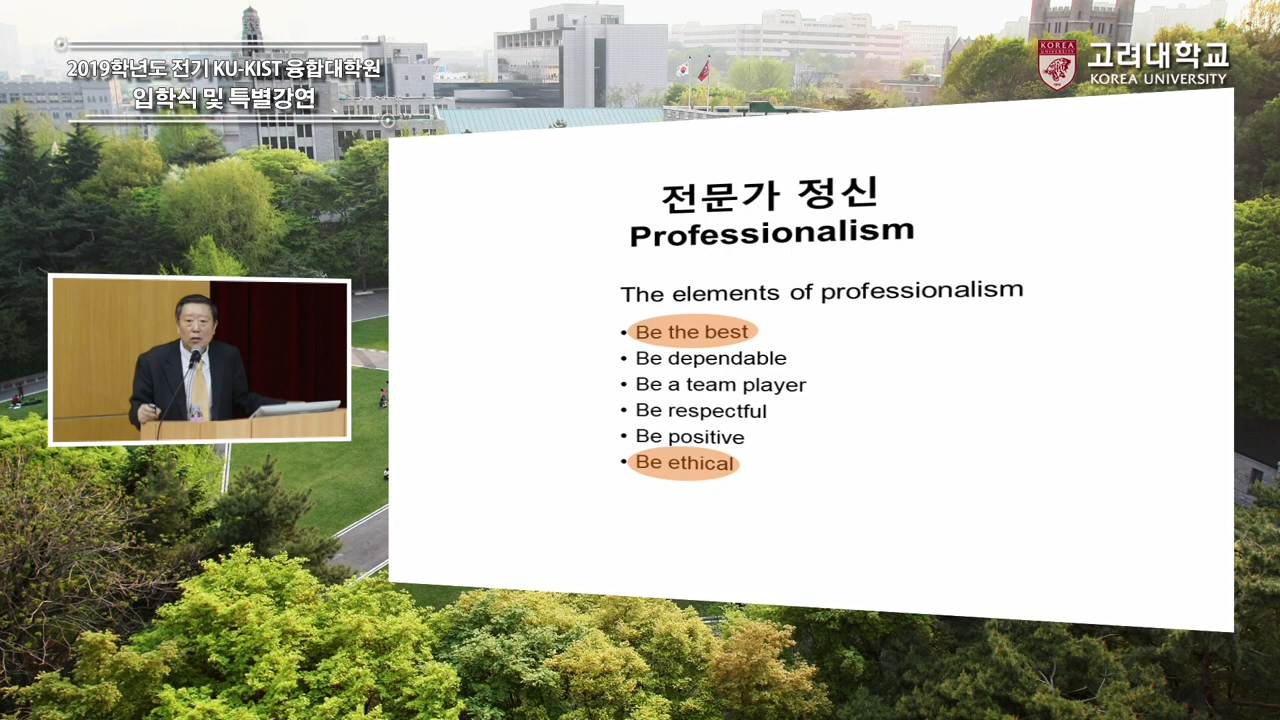 2019학년도 전기 KU-KIST 융합대학원
입학식 및 특별강연
KOREA
UNIVERSITY
고려대학교
KOREA UNIVERSITY
전문가 정신
Professionalism
The elements of professionalism
• Be the best
• Be dependable
• Be a team player
• Be respectful
• Be positive
• Be ethical